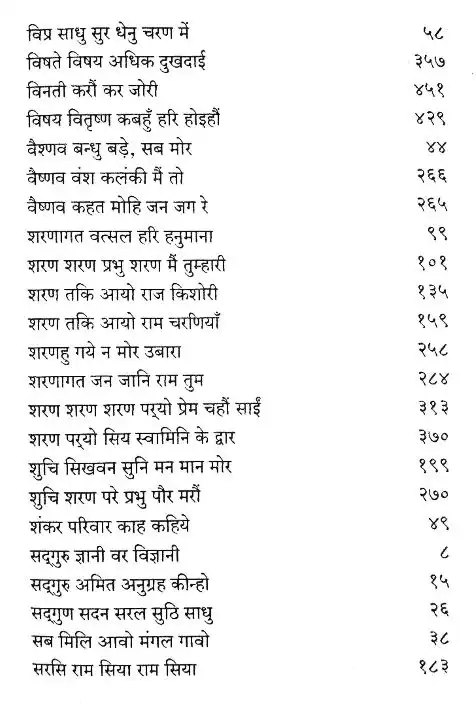 विप्र साधु सुर धेनु चरण में ५८
विषते विषय अधिक दुखदाई ३५७
विनती करौं कर जोरी ४५१
विषय वितृष्ण कबहुँ हरि होइहौं ४२९
वैश्नव बन्धु बड़े, सब मोर ४४
वैष्णव वंश कलंकी मैं तो २६६
वैष्णव कहत मोहि जन जग रे २६५
शरणागत वत्सल हरि हनुमाना ९९
शरण शरण प्रभु शरण मैं तुम्हारी १०१
शरण तकि आयो राज किशोरी १३५
शरण तकि आयो राम चरणियाँ १५९
शरणहु गये न मोर उबारा २५८
शरणागत जन जानि राम तुम २८४
शरण शरण शरण पर्‌यो प्रेम चहौं साईं ३१३
शरण पर्‌यो सिय स्वामिनि के द्वार ३७०
शुचि सिखवन सुनि मन मान मोर १९९
शुचि शरण परे प्रभु पौर मरौं २७०
शंकर परिवार काह कहिये ४९
सद्‌गुरु ज्ञानी वर विज्ञानी ८
सद्‌गुरु अमित अनुग्रह कीन्हो १५
सद्‌गुण सदन सरल सुठि साधु २६
सब मिलि आवो मंगल गावो ३८
सरसि राम सिया राम सिया १८३